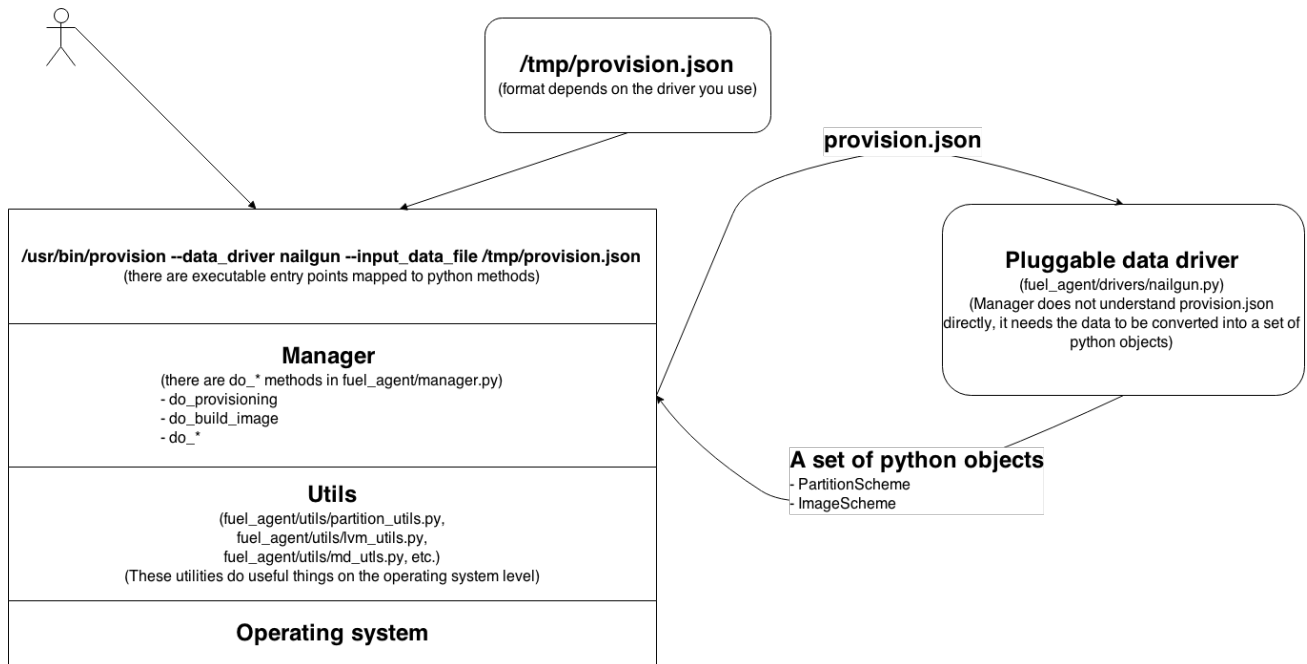 /tmp/provision.json
(format depends on the driver you use)
provision.json
/usr/bin/provision --data_driver nailgun --input_data_file /tmp/provision.json
(there are executable entry points mapped to python methods)
Pluggable data driver
(fuel_agent/drivers/nailgun.py)
(Manager does not understand provision.json
directly, it needs the data to be converted into a set of
python objects)
Manager
(there are do_* methods in fuel_agent/manager.py)
- do_provisioning
- do_build_image
- do_*
A set of python objects
- PartitionScheme
- ImageScheme
Utils
(fuel_agent/utils/partition_utils.py,
fuel_agent/utils/lvm_utils.py,
fuel_agent/utils/md_utls.py, etc.)
(These utilities do useful things on the operating system level)
Operating system